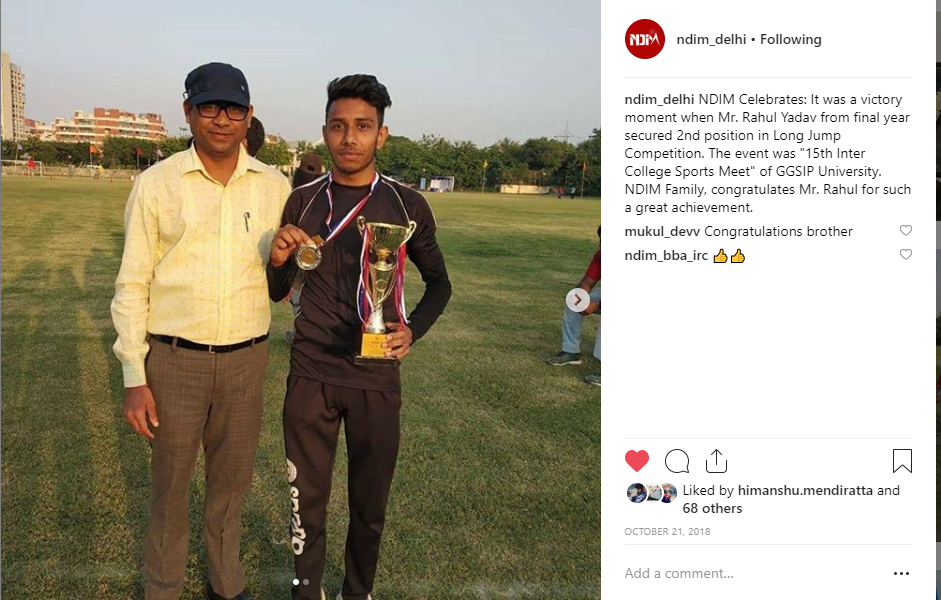 NDIM
ndim_delhi • Following
ndim_delhi NDIM Celebrates: It was a victory
moment when Mr. Rahul Yadav from final year
secured 2nd position in Long Jump
Competition. The event was "15th Inter
College Sports Meet" of GGSIP University.
NDIM Family, congratulates Mr. Rahul for such
a great achievement.
mukul_devv Congratulations brother
ndim_bba_irc 👍👍
Liked by himanshu.mendiratta and
68 others
OCTOBER 21, 2018
Add a comment...